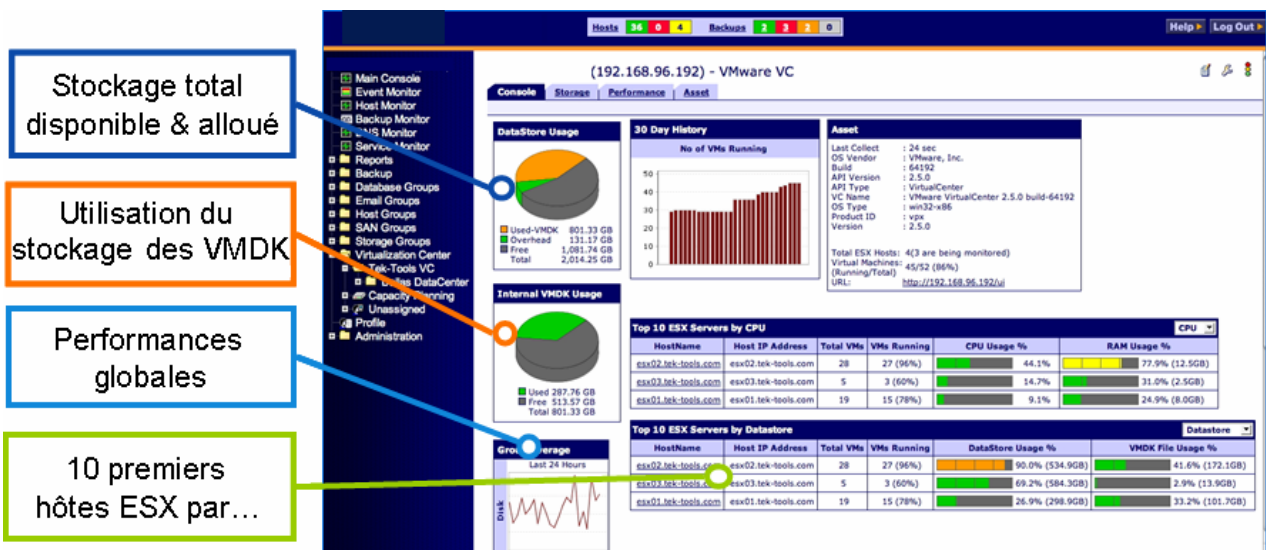 Hosts 36 0 4 Backups 2 3 2 0
Help Log Out
Stockage total
disponible & alloué
Utilisation du
stockage des VMDK
Performances
globales
10 premiers
hôtes ESX par…
Main Console
Event Monitor
Host Monitor
Backup Monitor
DNS Monitor
Service Monitor
Reports
Backup
Database Groups
Email Groups
Host Groups
SAN Groups
Storage Groups
Virtualization Center
Tek-Tools VC
Dallas DataCenter
Capacity Planning
Unassigned
Profile
Administration
(192.168.96.192) - VMware VC
Console Storage Performance Asset
DataStore Usage
Used-VMDK 801.33 GB
Overhead 131.17 GB
Free 1,081.74 GB
Total 2,014.25 GB
30 Day History
No of VMs Running
50
40
30
20
10
0
Asset
Last Collect : 24 sec
OS Vendor : VMware, Inc.
Build : 64192
API Version : 2.5.0
API Type : VirtualCenter
VC Name : VMware VirtualCenter 2.5.0 build-64192
OS Type : win32-x86
Product ID : vpx
Version : 2.5.0
Total ESX Hosts: 4(3 are being monitored)
Virtual Machines: 45/52 (86%)
(Running/Total)
URL: http://192.168.96.192/ui
Internal VMDK Usage
Used 287.76 GB
Free 513.57 GB
Total 801.33 GB
Top 10 ESX Servers by CPU CPU
HostName Host IP Address Total VMs VMs Running CPU Usage % RAM Usage %
esx02.tek-tools.com esx02.tek-tools.com 28 27 (96%) 44.1% 77.9% (12.5GB)
esx03.tek-tools.com esx03.tek-tools.com 5 3 (60%) 14.7% 31.0% (2.5GB)
esx01.tek-tools.com esx01.tek-tools.com 19 15 (78%) 9.1% 24.9% (8.0GB)
Top 10 ESX Servers by Datastore Datastore
HostName Host IP Address Total VMs VMs Running DataStore Usage % VMDK File Usage %
esx02.tek-tools.com esx02.tek-tools.com 28 27 (96%) 90.0% (534.9GB) 41.6% (172.1GB)
esx03.tek-tools.com esx03.tek-tools.com 5 3 (60%) 69.2% (584.3GB) 2.9% (13.9GB)
esx01.tek-tools.com esx01.tek-tools.com 19 15 (78%) 26.9% (298.9GB) 33.2% (101.7GB)
Last 24 Hours
Disk